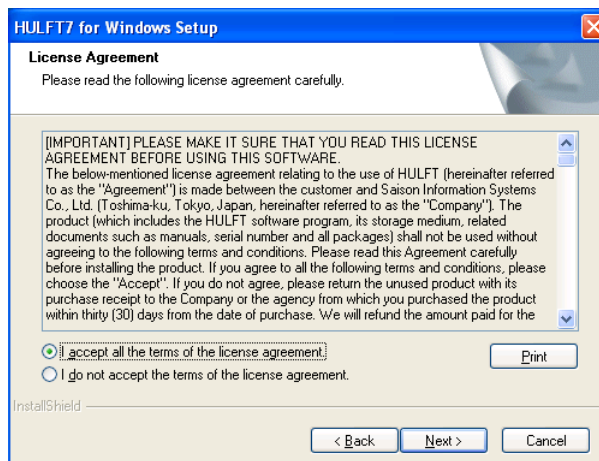 HULFT7 for Windows Setup
License Agreement
Please read the following license agreement carefully.
[IMPORTANT] PLEASE MAKE IT SURE THAT YOU READ THIS LICENSE
AGREEMENT BEFORE USING THIS SOFTWARE.
The below-mentioned license agreement relating to the use of HULFT (hereinafter referred
to as the "Agreement") is made between the customer and Saison Information Systems
Co., Ltd. (Toshima-ku, Tokyo, Japan, hereinafter referred to as the "Company"). The
product (which includes the HULFT software program, its storage medium, related
documents such as manuals, serial number and all packages) shall not be used without
agreeing to the following terms and conditions. Please read this Agreement carefully
before installing the product. If you agree to all the following terms and conditions, please
choose the "Accept". If you do not agree, please return the unused product with its
purchase receipt to the Company or the agency from which you purchased the product
within thirty (30) days from the date of purchase. We will refund the amount paid for the
I accept all the terms of the license agreement.
Print
I do not accept the terms of the license agreement.
InstallShield
< Back
Next >
Cancel